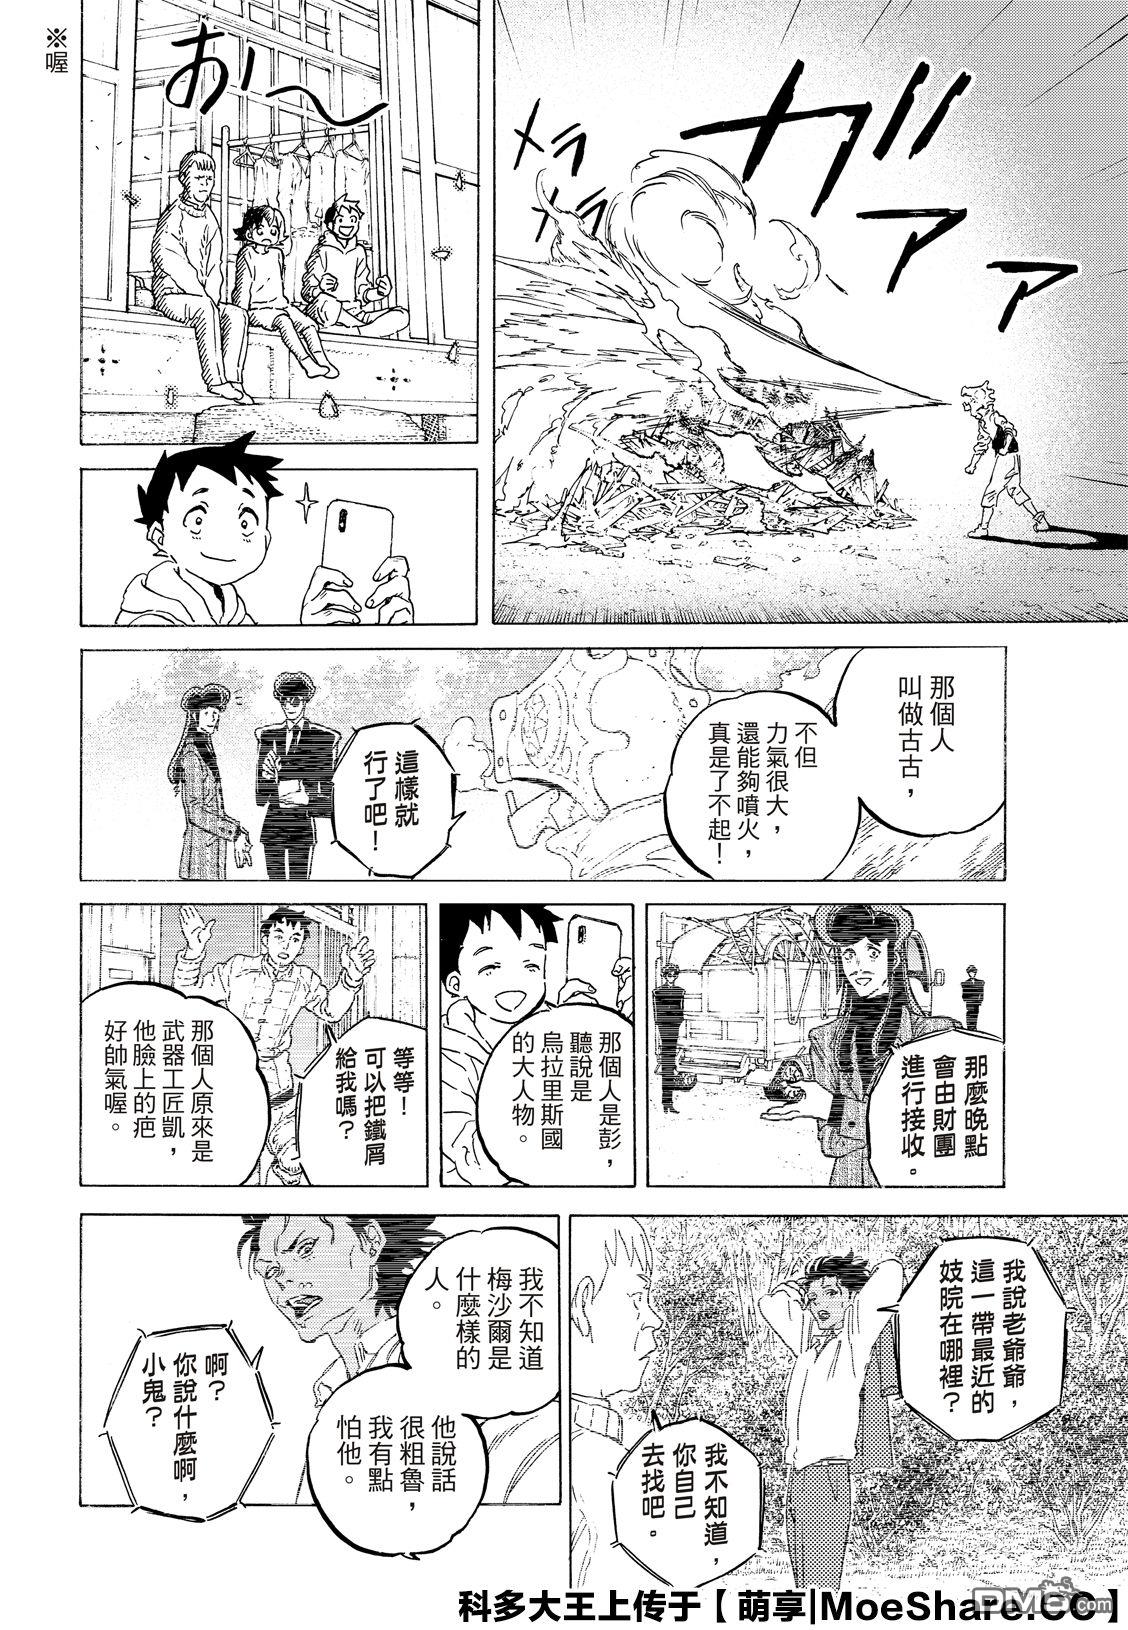 ガアア
メラメラ
おー〜
※喔
那個人
叫做古古，
不但
力氣很大，
還能夠噴火，
真是了不起！
這樣就
行了吧！
那麼晚點
會由財團
進行接收。
那個人是彭，
聽說是
烏拉里斯國
的大人物。
等等！
可以把鐵屑
給我嗎？
那個人原來是
武器工匠凱，
他臉上的疤
好帥氣喔。
我說老爺爺，
這一帶最近的
妓院在哪裡？
我不知道，
你自己
去找吧。
我不知道
梅沙爾是
什麼樣的
人。
他說話
很粗魯，
我有點
怕他。
啊？
你說什麼啊，
小鬼？
科多大王上传于【萌享|MoeShare.CC】